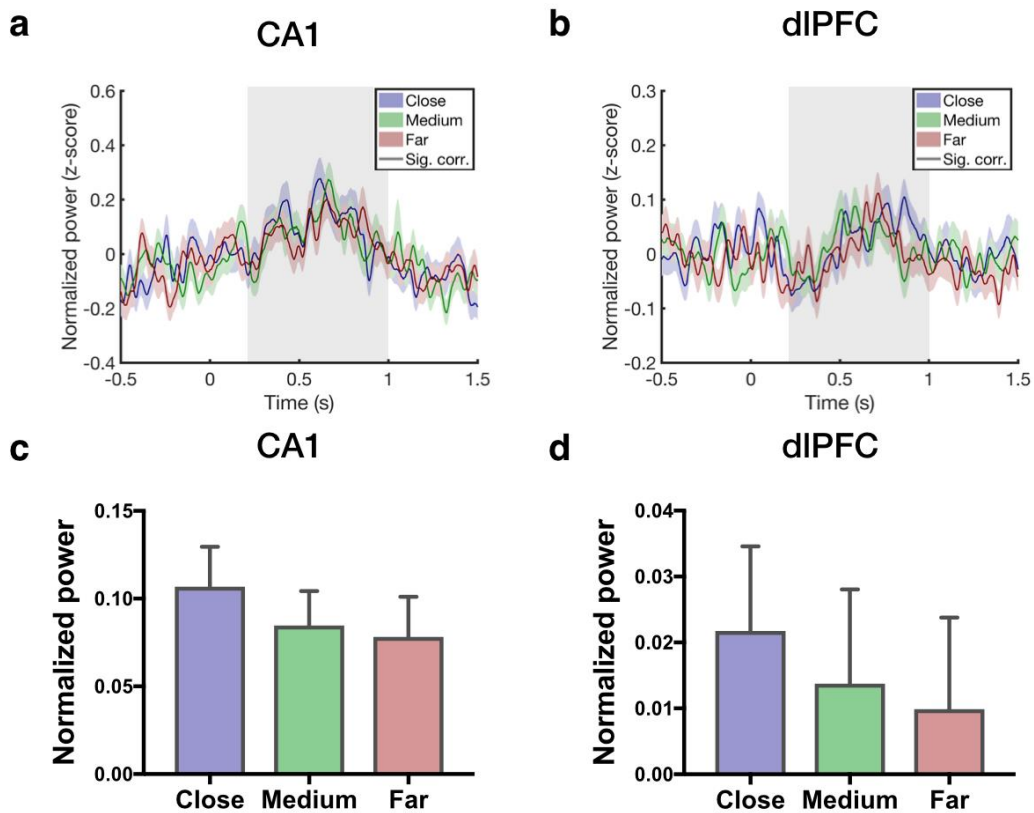 a
CA1
Normalized power (z-score)
0.6
0.4
0.2
0
-0.2
-0.4
-0.5
0
0.5
1
1.5
Time (s)
Close
Medium
Far
Sig. corr.
b
dlPFC
Normalized power (z-score)
0.3
0.2
0.1
0
-0.1
-0.2
-0.5
0
0.5
1
1.5
Time (s)
Close
Medium
Far
Sig. corr.
c
CA1
Normalized power
0.15
0.10
0.05
0.00
Close
Medium
Far
d
dlPFC
Normalized power
0.04
0.03
0.02
0.01
0.00
Close
Medium
Far